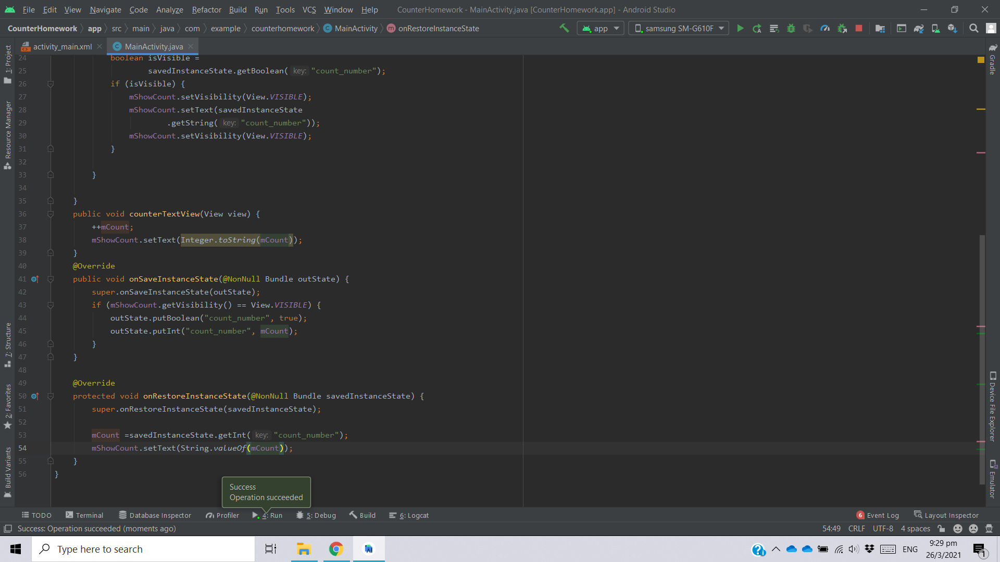 File Edit View Navigate Code Analyze Refactor Build Run Tools VCS Window Help CounterHomework - MainActivity.java [CounterHomework.app] - Android Studio
CounterHomework app src main java com example counterhomework MainActivity onRestoreInstanceState app samsung SM-G610F
activity_main.xml MainActivity.java
1: Project
Resource Manager
7: Structure
2: Favorites
Build Variants
24 boolean isVisible =
25 savedInstanceState.getBoolean( key: "count_number");
26 if (isVisible) {
27 mShowCount.setVisibility(View.VISIBLE);
28 mShowCount.setText(savedInstanceState
29 .getString( key: "count_number"));
30 mShowCount.setVisibility(View.VISIBLE);
31 }
32
33 }
34
35 }
36 public void counterTextView(View view) {
37 ++mCount;
38 mShowCount.setText(Integer.toString(mCount));
39 }
40 @Override
41 public void onSaveInstanceState(@NonNull Bundle outState) {
42 super.onSaveInstanceState(outState);
43 if (mShowCount.getVisibility() == View.VISIBLE) {
44 outState.putBoolean("count_number", true);
45 outState.putInt("count_number", mCount);
46 }
47 }
48
49 @Override
50 protected void onRestoreInstanceState(@NonNull Bundle savedInstanceState) {
51 super.onRestoreInstanceState(savedInstanceState);
52
53 mCount =savedInstanceState.getInt( key: "count_number");
54 mShowCount.setText(String.valueOf(mCount));
55 }
56 }
Gradle
Device File Explorer
Emulator
Success
Operation succeeded
TODO Terminal Database Inspector Profiler 4: Run 5: Debug Build 6: Logcat 6 Event Log Layout Inspector
Success: Operation succeeded (moments ago) 54:49 CRLF UTF-8 4 spaces
Type here to search ENG 9:29 pm
26/3/2021 1